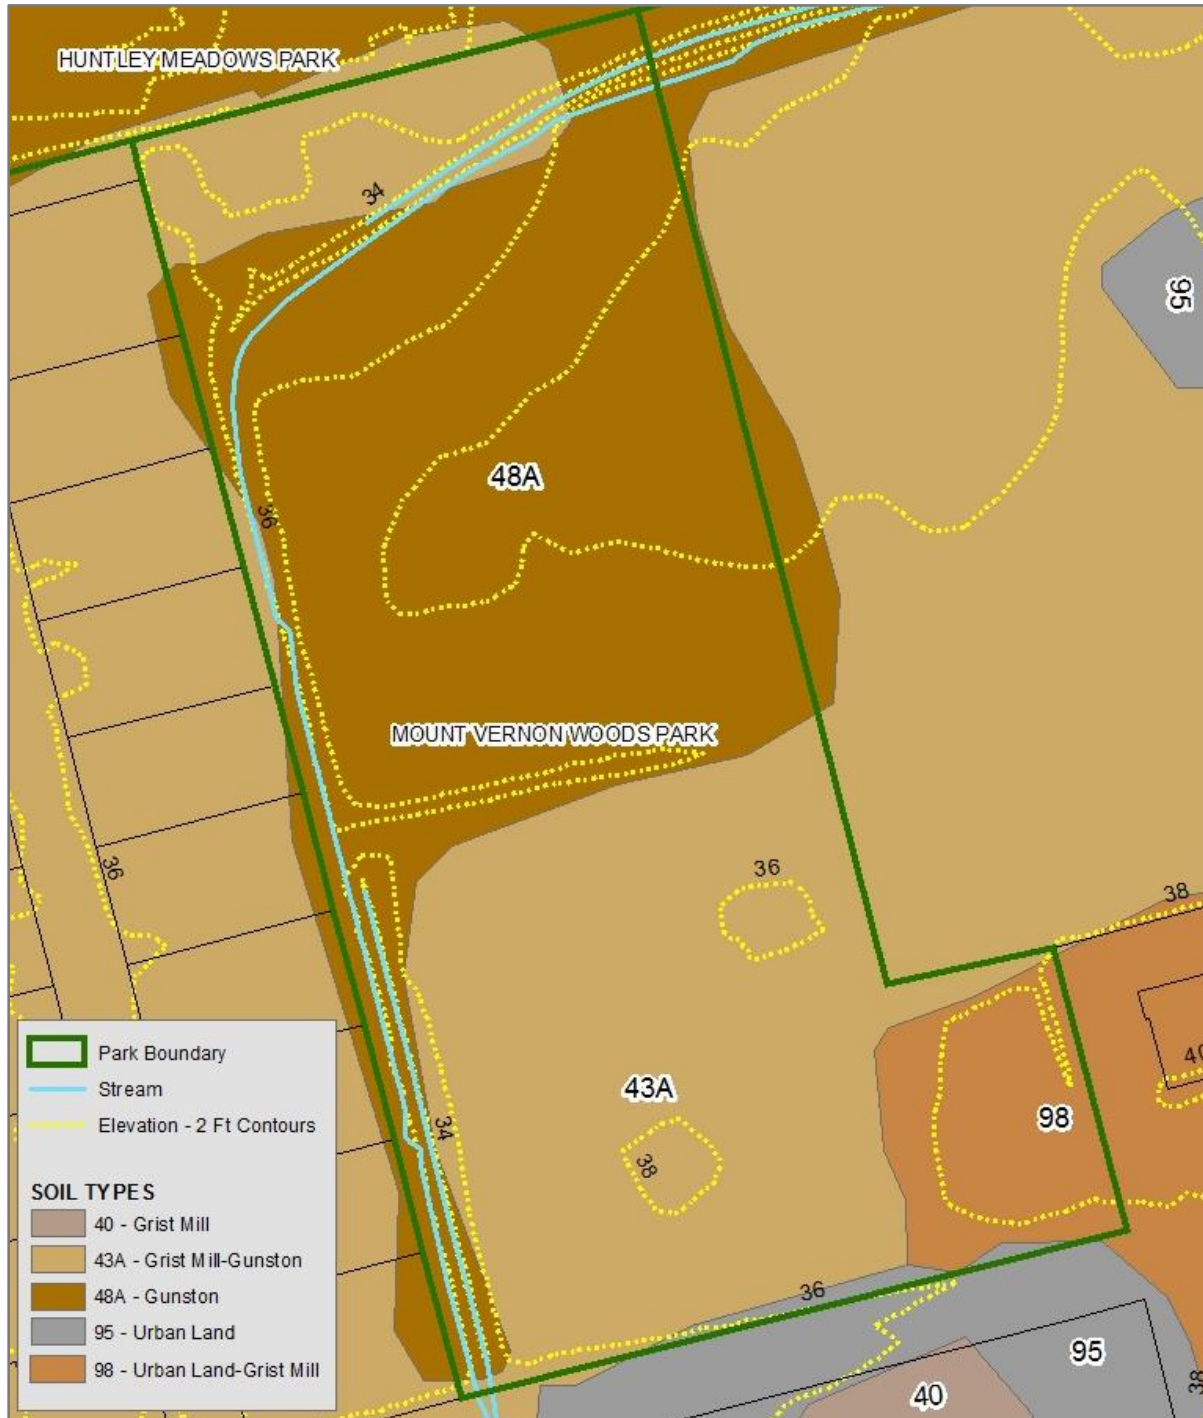 HUNTLEY MEADOWS PARK
34
95
48A
36
MOUNT VERNON WOODS PARK
36
36
38
40
43A
98
34
38
36
95
38
40
Park Boundary
Stream
Elevation - 2 Ft Contours
SOIL TYPES
40 - Grist Mill
43A - Grist Mill-Gunston
48A - Gunston
95 - Urban Land
98 - Urban Land-Grist Mill